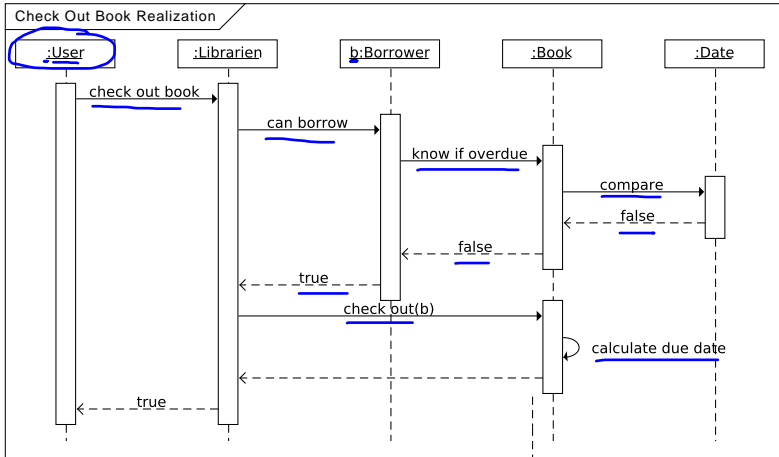 Check Out Book Realization
:User
:Librarien
b:Borrower
:Book
:Date
check out book
can borrow
know if overdue
compare
false
false
true
check out(b)
calculate due date
true